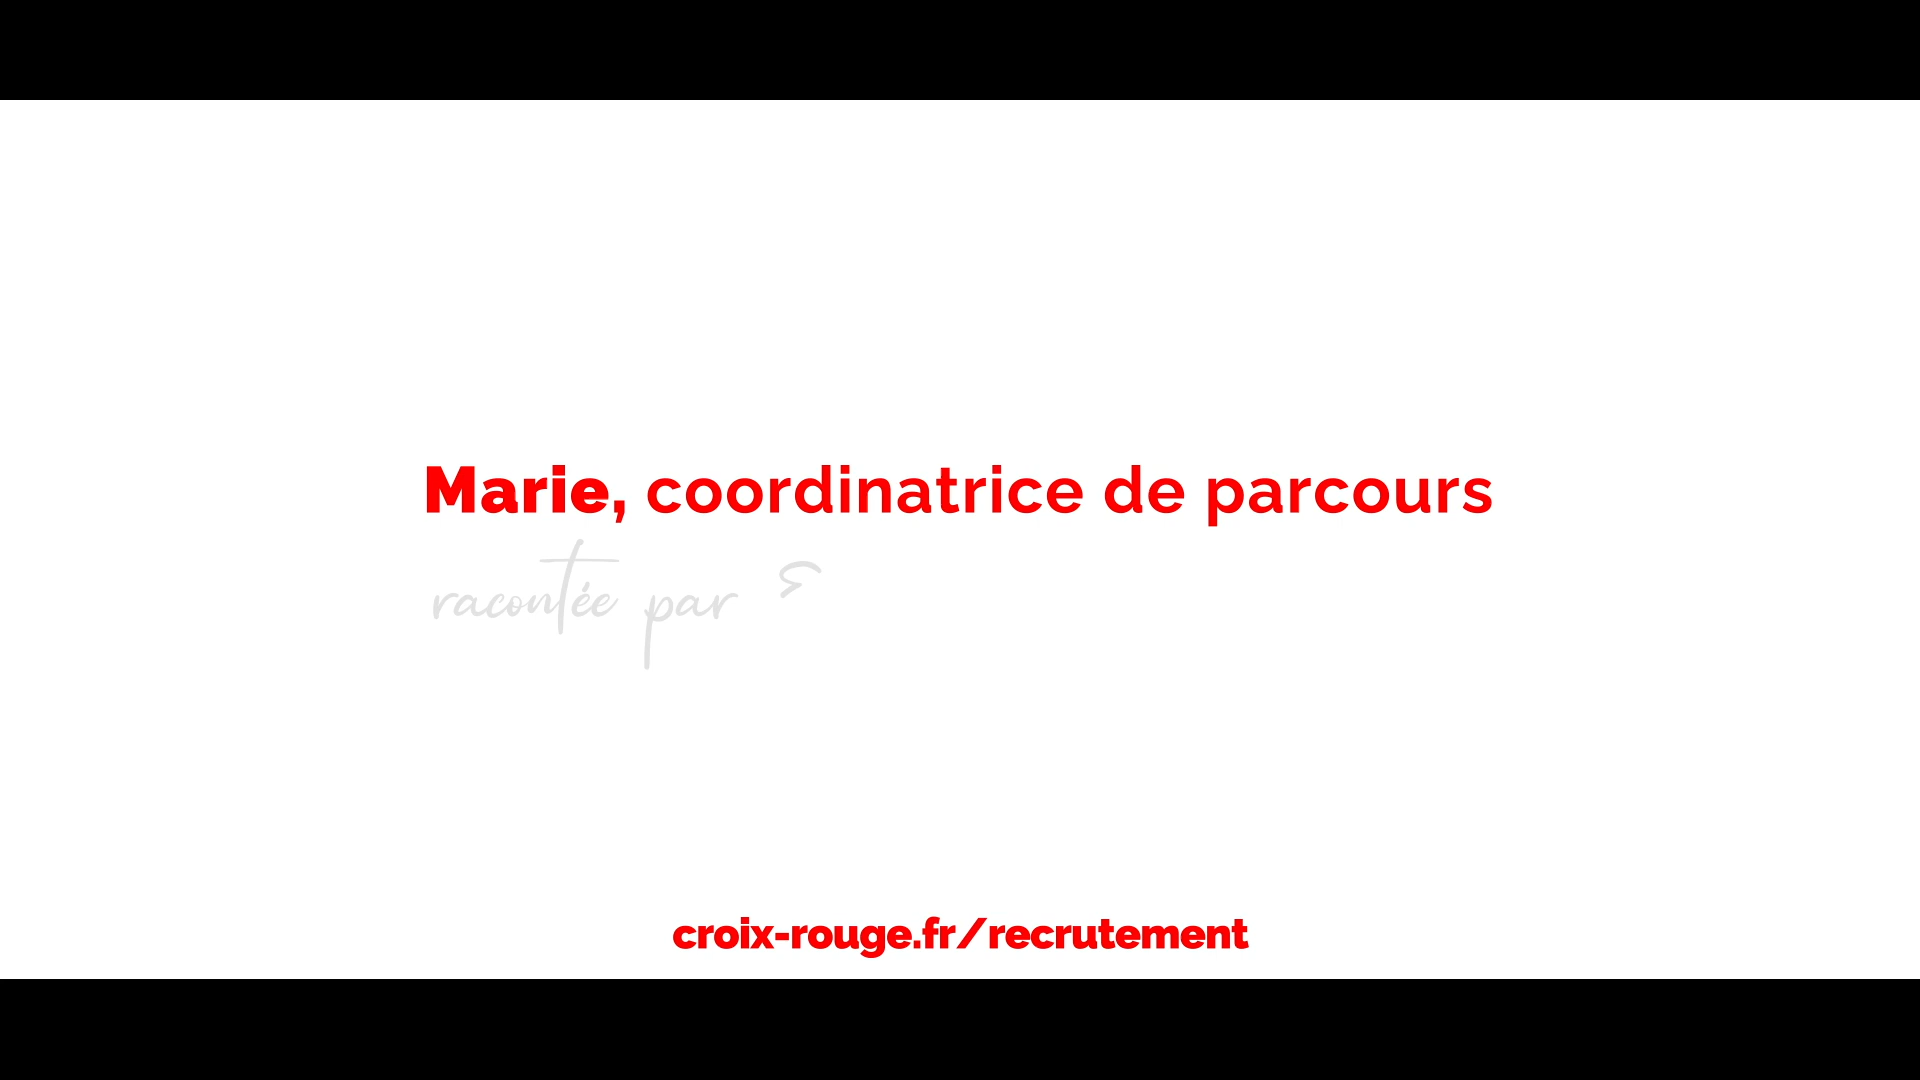 Marie, coordinatrice de parcours
racontée par
croix-rouge.fr/recrutement